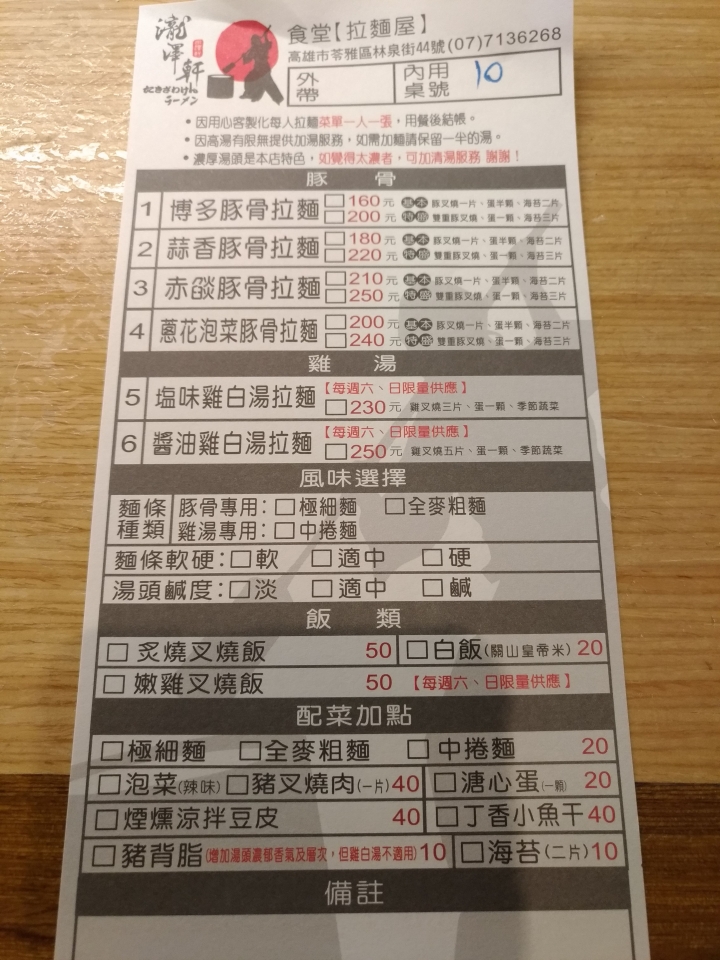 瀧澤軒
ときざわけん
ラーメン
食堂【拉麵屋】
高雄市苓雅區林泉街44號(07)7136268
外帶 內用桌號 10
•因用心客製化每人拉麵菜單一人一張，用餐後結帳。
•因高湯有限無提供加湯服務，如需加麵請保留一半的湯。
•濃厚湯頭是本店特色，如覺得太濃者，可加清湯服務 謝謝！
豚 骨
1 博多豚骨拉麵 □160元 基本 豚叉燒一片、蛋半顆、海苔二片
□200元 特盛 雙重豚叉燒、蛋一顆、海苔三片
2 蒜香豚骨拉麵 □180元 基本 豚叉燒一片、蛋半顆、海苔二片
□220元 特盛 雙重豚叉燒、蛋一顆、海苔三片
3 赤燄豚骨拉麵 □210元 基本 豚叉燒一片、蛋半顆、海苔二片
□250元 特盛 雙重豚叉燒、蛋一顆、海苔三片
4 蔥花泡菜豚骨拉麵 □200元 基本 豚叉燒一片、蛋半顆、海苔二片
□240元 特盛 雙重豚叉燒、蛋一顆、海苔三片
雞 湯
5 塩味雞白湯拉麵 【每週六、日限量供應】
□230元 雞叉燒三片、蛋一顆、季節蔬菜
6 醬油雞白湯拉麵 【每週六、日限量供應】
□250元 雞叉燒五片、蛋一顆、季節蔬菜
風味選擇
麵條種類 豚骨專用：□極細麵 □全麥粗麵
雞湯專用：□中捲麵
麵條軟硬：□軟 □適中 □硬
湯頭鹹度：□淡 □適中 □鹹
飯 類
□炙燒叉燒飯 50 □白飯(關山皇帝米) 20
□嫩雞叉燒飯 50 【每週六、日限量供應】
配菜加點
□極細麵 □全麥粗麵 □中捲麵 20
□泡菜(辣味) □豬叉燒肉(一片) 40 □溏心蛋(一顆) 20
□煙燻涼拌豆皮 40 □丁香小魚干 40
□豬背脂(增加湯頭濃郁香氣及層次，但雞白湯不適用) 10 □海苔(二片) 10
備註